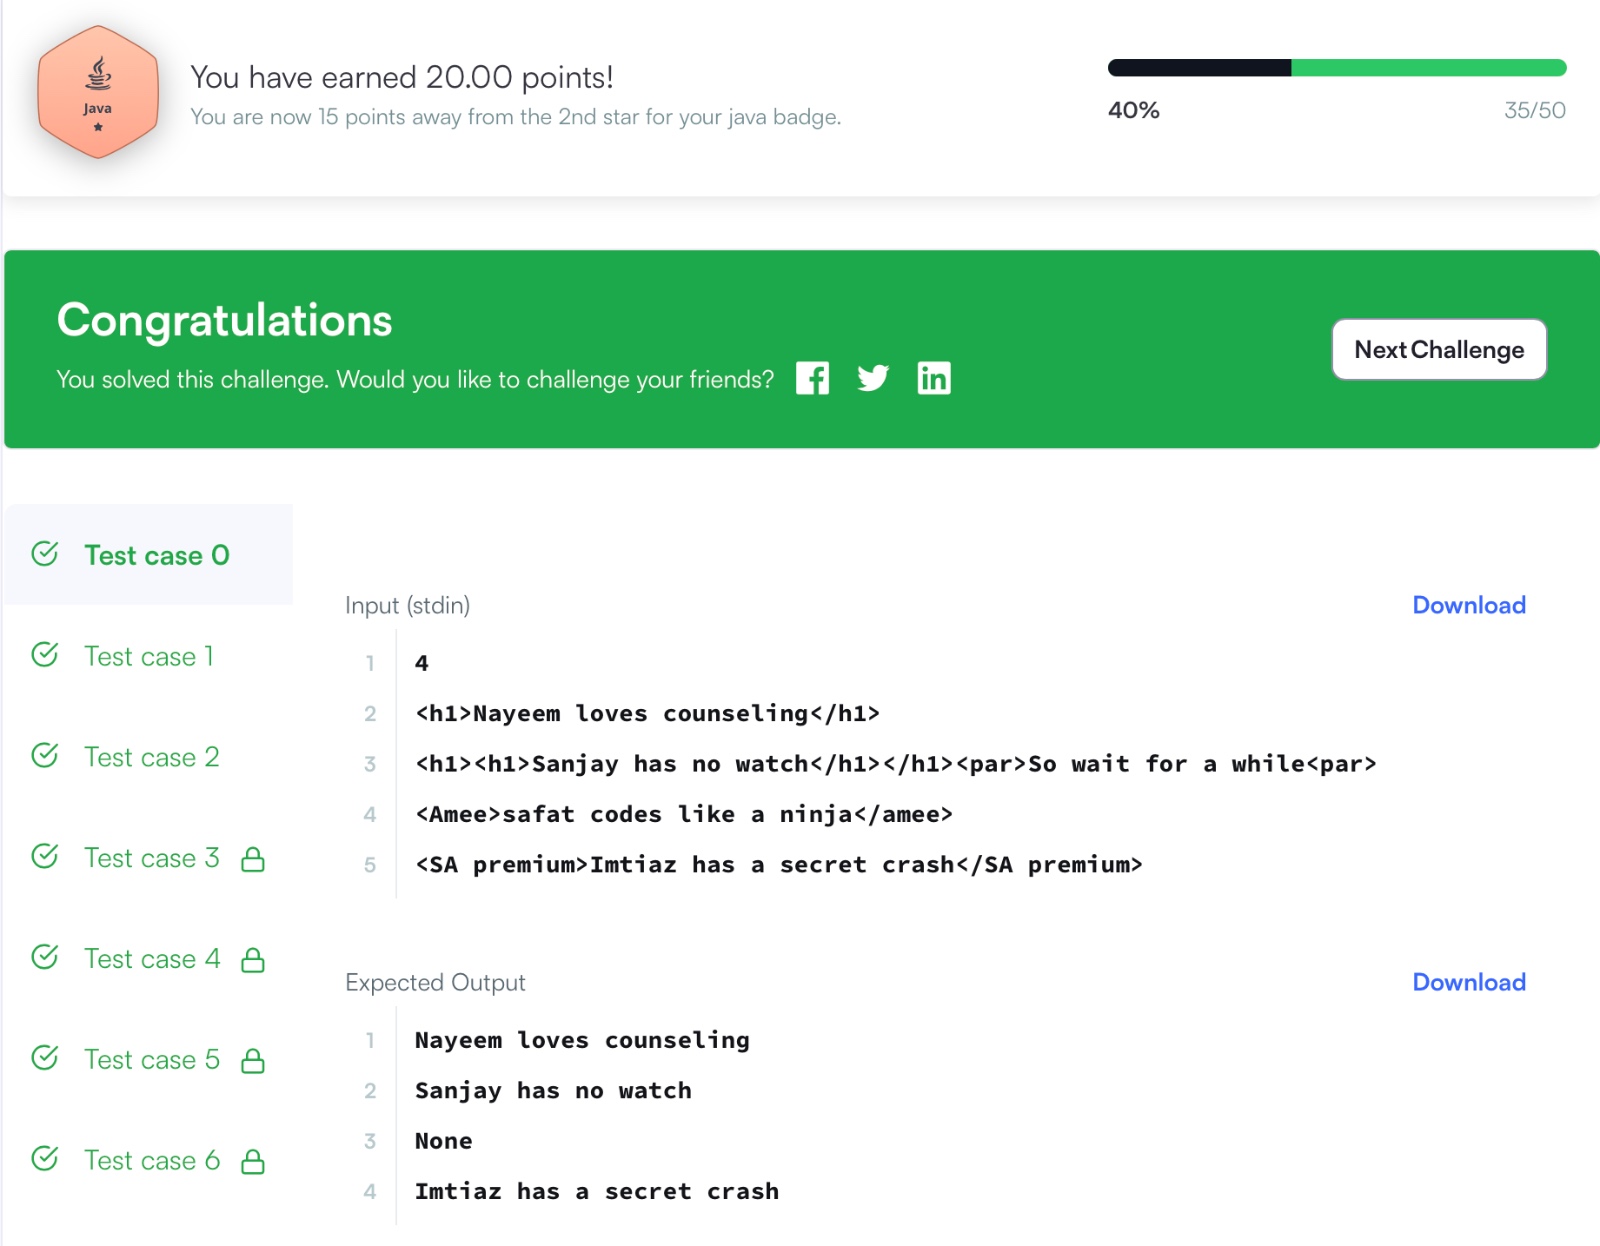 Java
You have earned 20.00 points!
You are now 15 points away from the 2nd star for your java badge.
40%
35/50
Congratulations
You solved this challenge. Would you like to challenge your friends?
Next Challenge
Test case 0
Test case 1
Test case 2
Test case 3
Test case 4
Test case 5
Test case 6
Input (stdin)
Download
1 4
2 <h1>Nayeem loves counseling</h1>
3 <h1><h1>Sanjay has no watch</h1></h1><par>So wait for a while<par>
4 <Amee>safat codes like a ninja</amee>
5 <SA premium>Imtiaz has a secret crash</SA premium>
Expected Output
Download
1 Nayeem loves counseling
2 Sanjay has no watch
3 None
4 Imtiaz has a secret crash